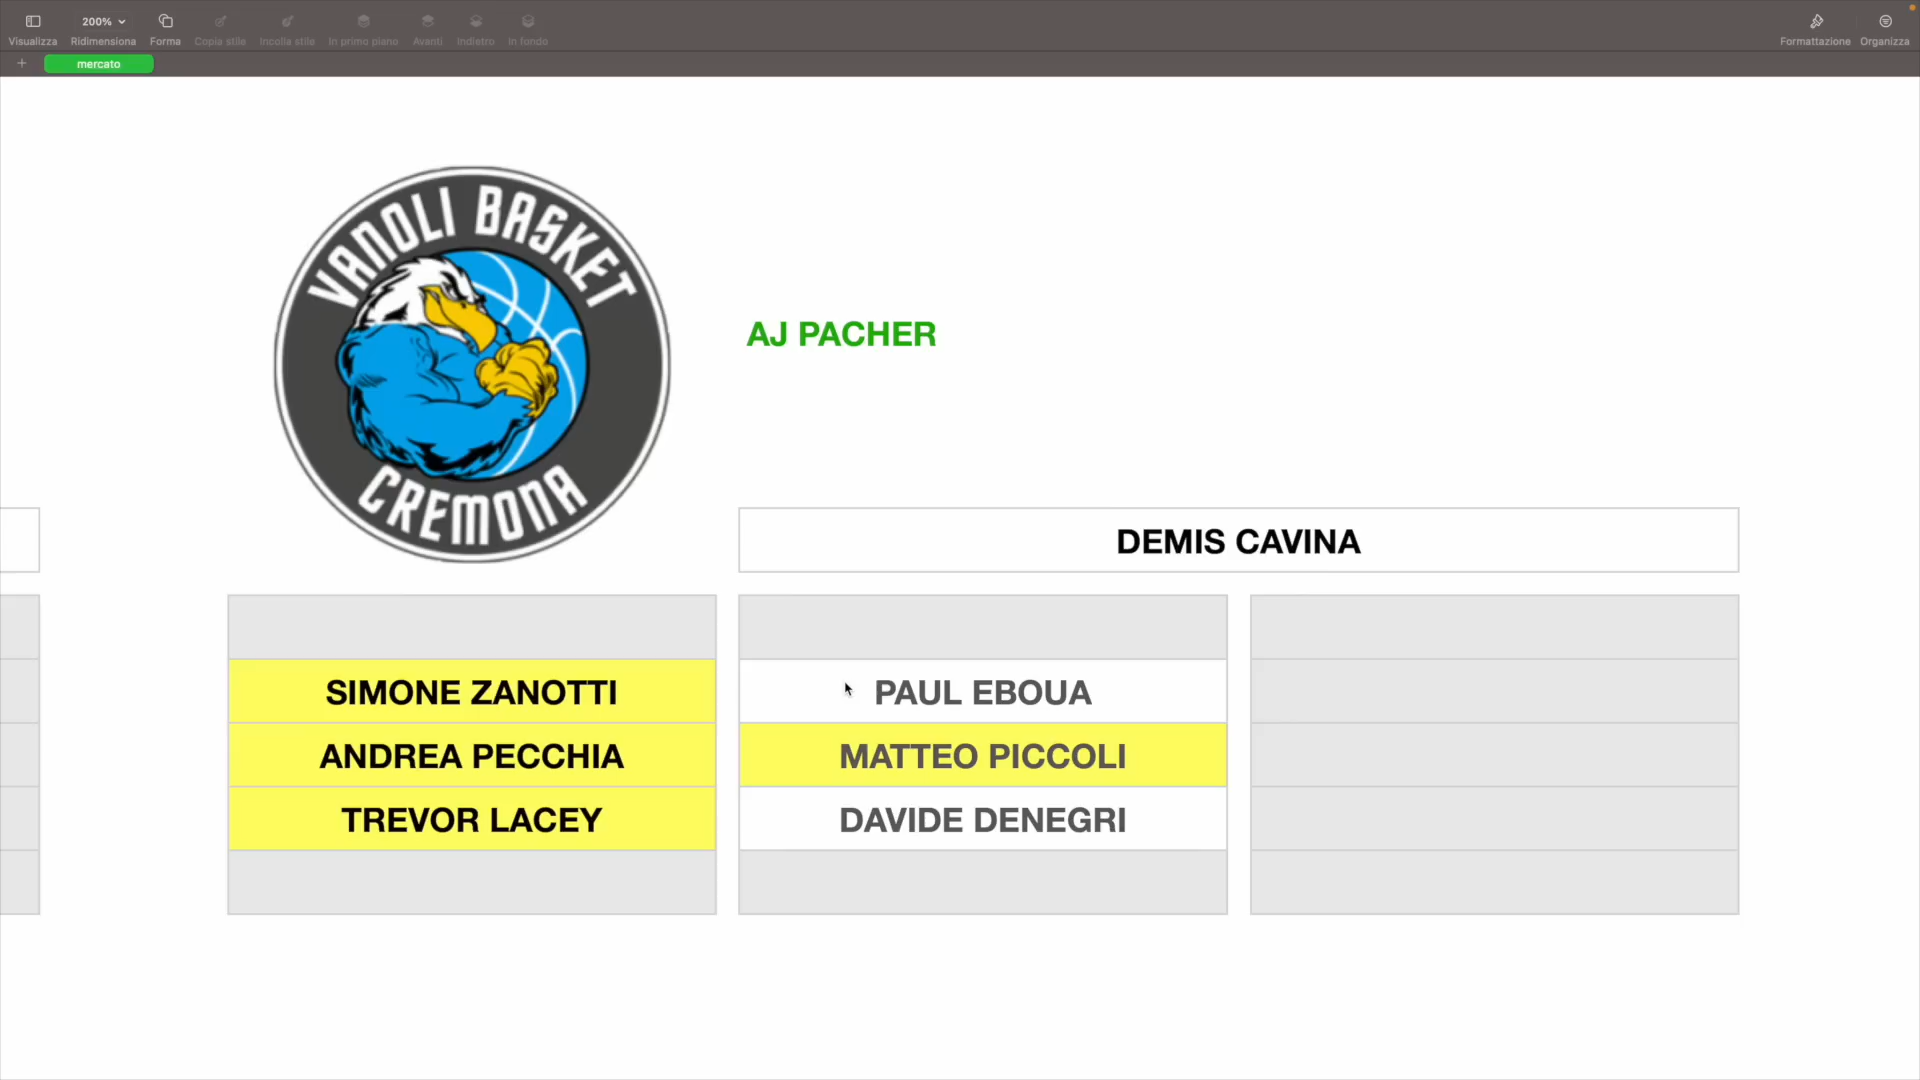 200%
Visualizza
Ridimensiona
Forma
Copia stile
Incolla stile
In primo piano
Avanti
Indietro
In fondo
Formattazione
Organizza
mercato
VANOLI BASKET
CREMONA
AJ PACHER
DEMIS CAVINA
SIMONE ZANOTTI
PAUL EBOUA
ANDREA PECCHIA
MATTEO PICCOLI
TREVOR LACEY
DAVIDE DENEGRI